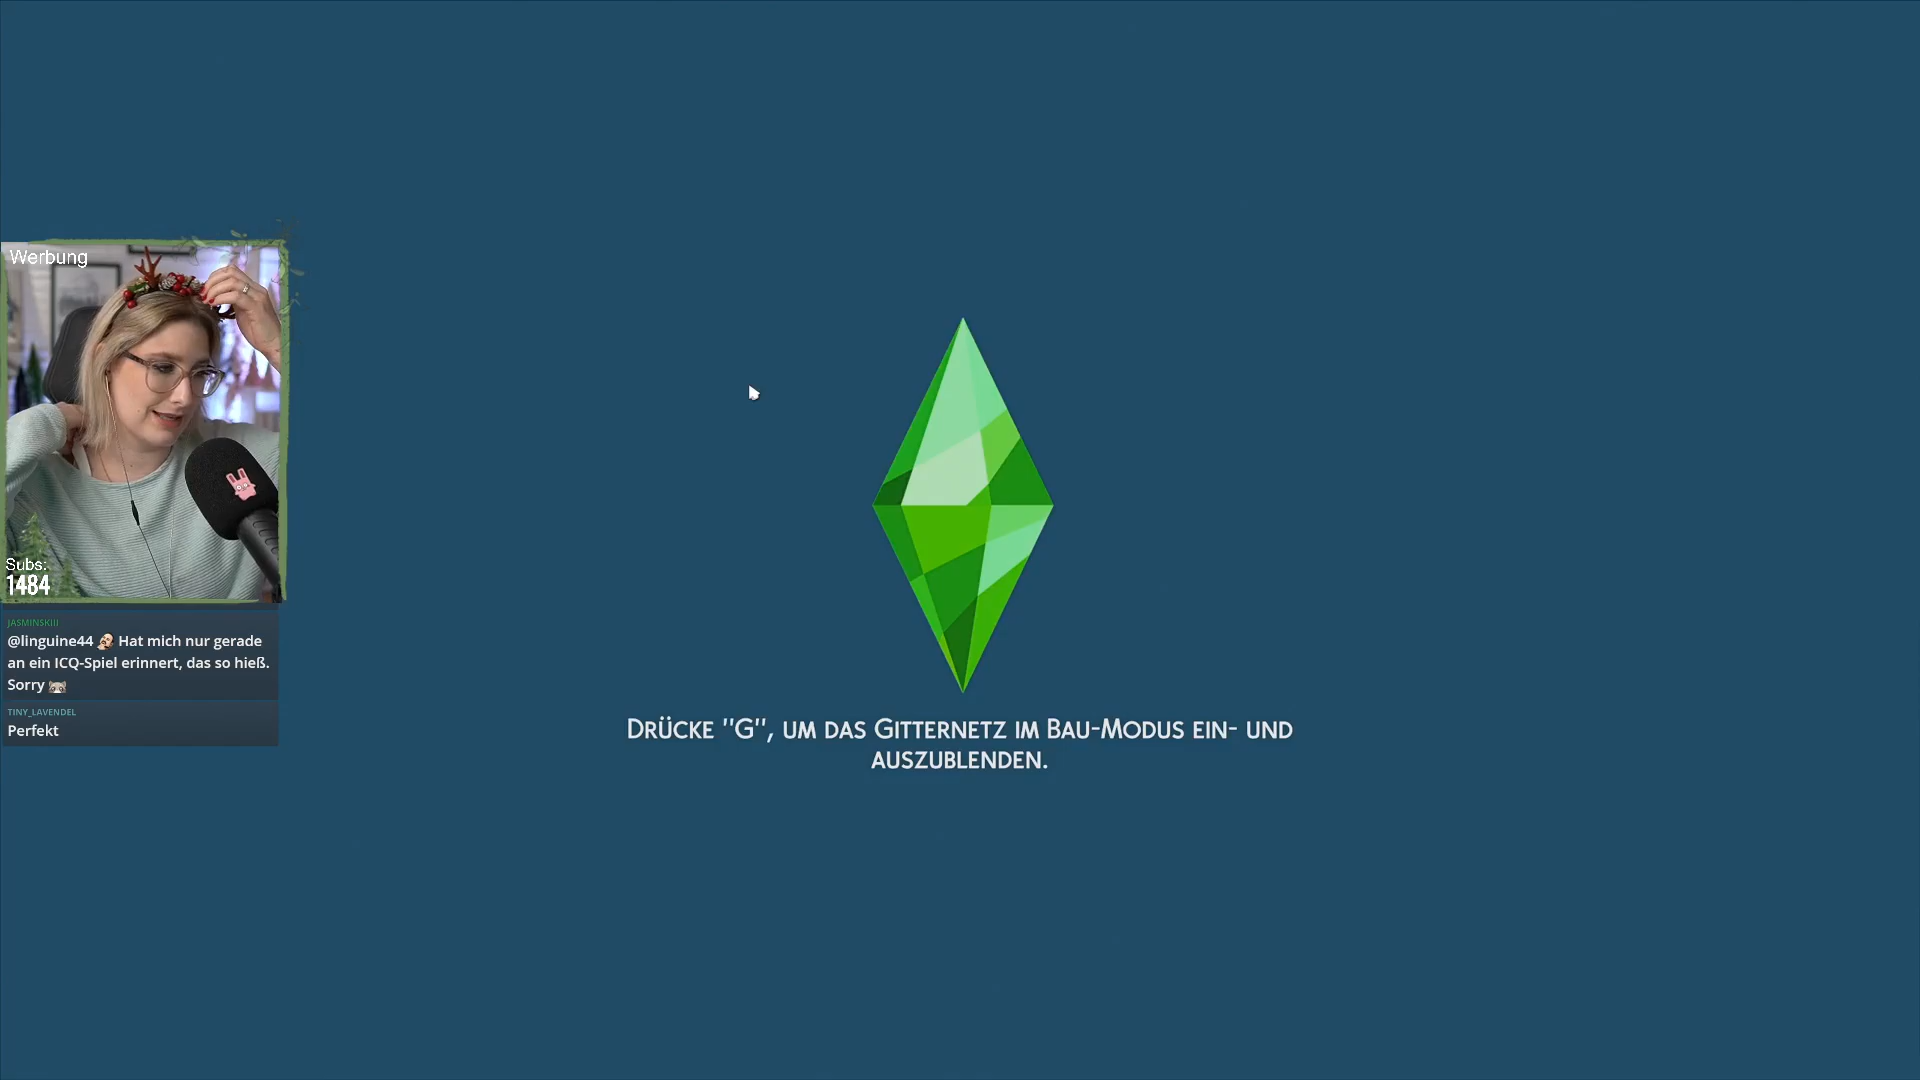 Werbung
Subs:
1484
JASMINSKIII
@linguine44 Hat mich nur gerade
an ein ICQ-Spiel erinnert, das so hieß.
Sorry
TINY_LAVENDEL
Perfekt
DRÜCKE "G", UM DAS GITTERNETZ IM BAU-MODUS EIN- UND
AUSZUBLENDEN.